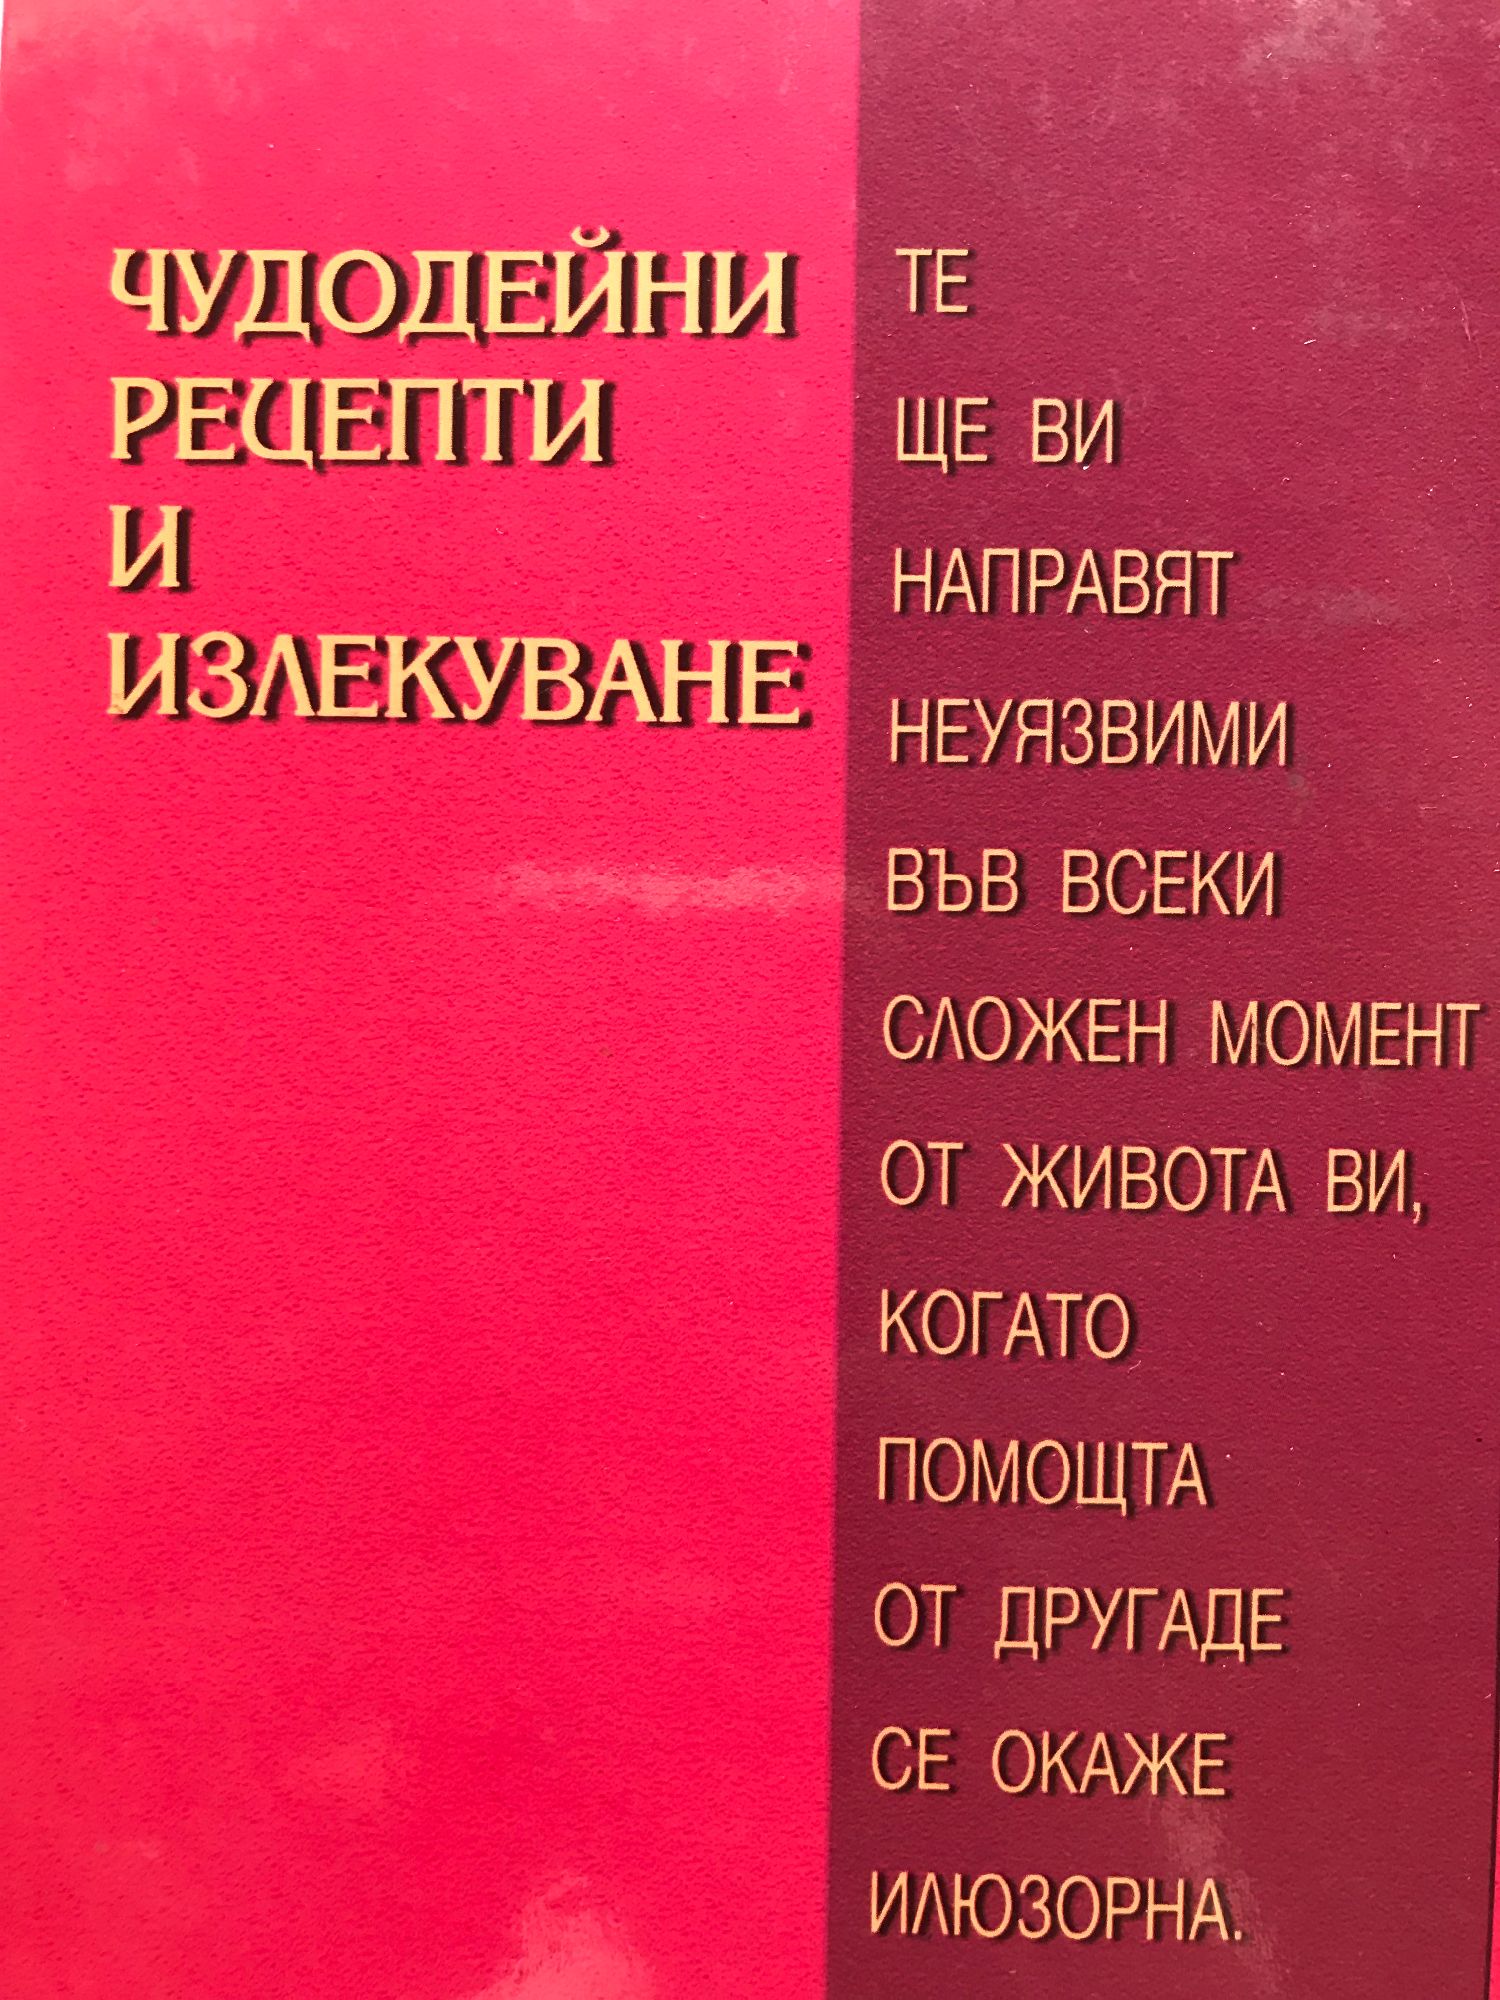 ЧУДОДЕЙНИ
РЕЦЕПТИ
И
ИЗЛЕКУВАНЕ
ТЕ
ЩЕ ВИ
НАПРАВЯТ
НЕУЯЗВИМИ
ВЪВ ВСЕКИ
СЛОЖЕН МОМЕНТ
ОТ ЖИВОТА ВИ,
КОГАТО
ПОМОЩТА
ОТ ДРУГАДЕ
СЕ ОКАЖЕ
ИЛЮЗОРНА.